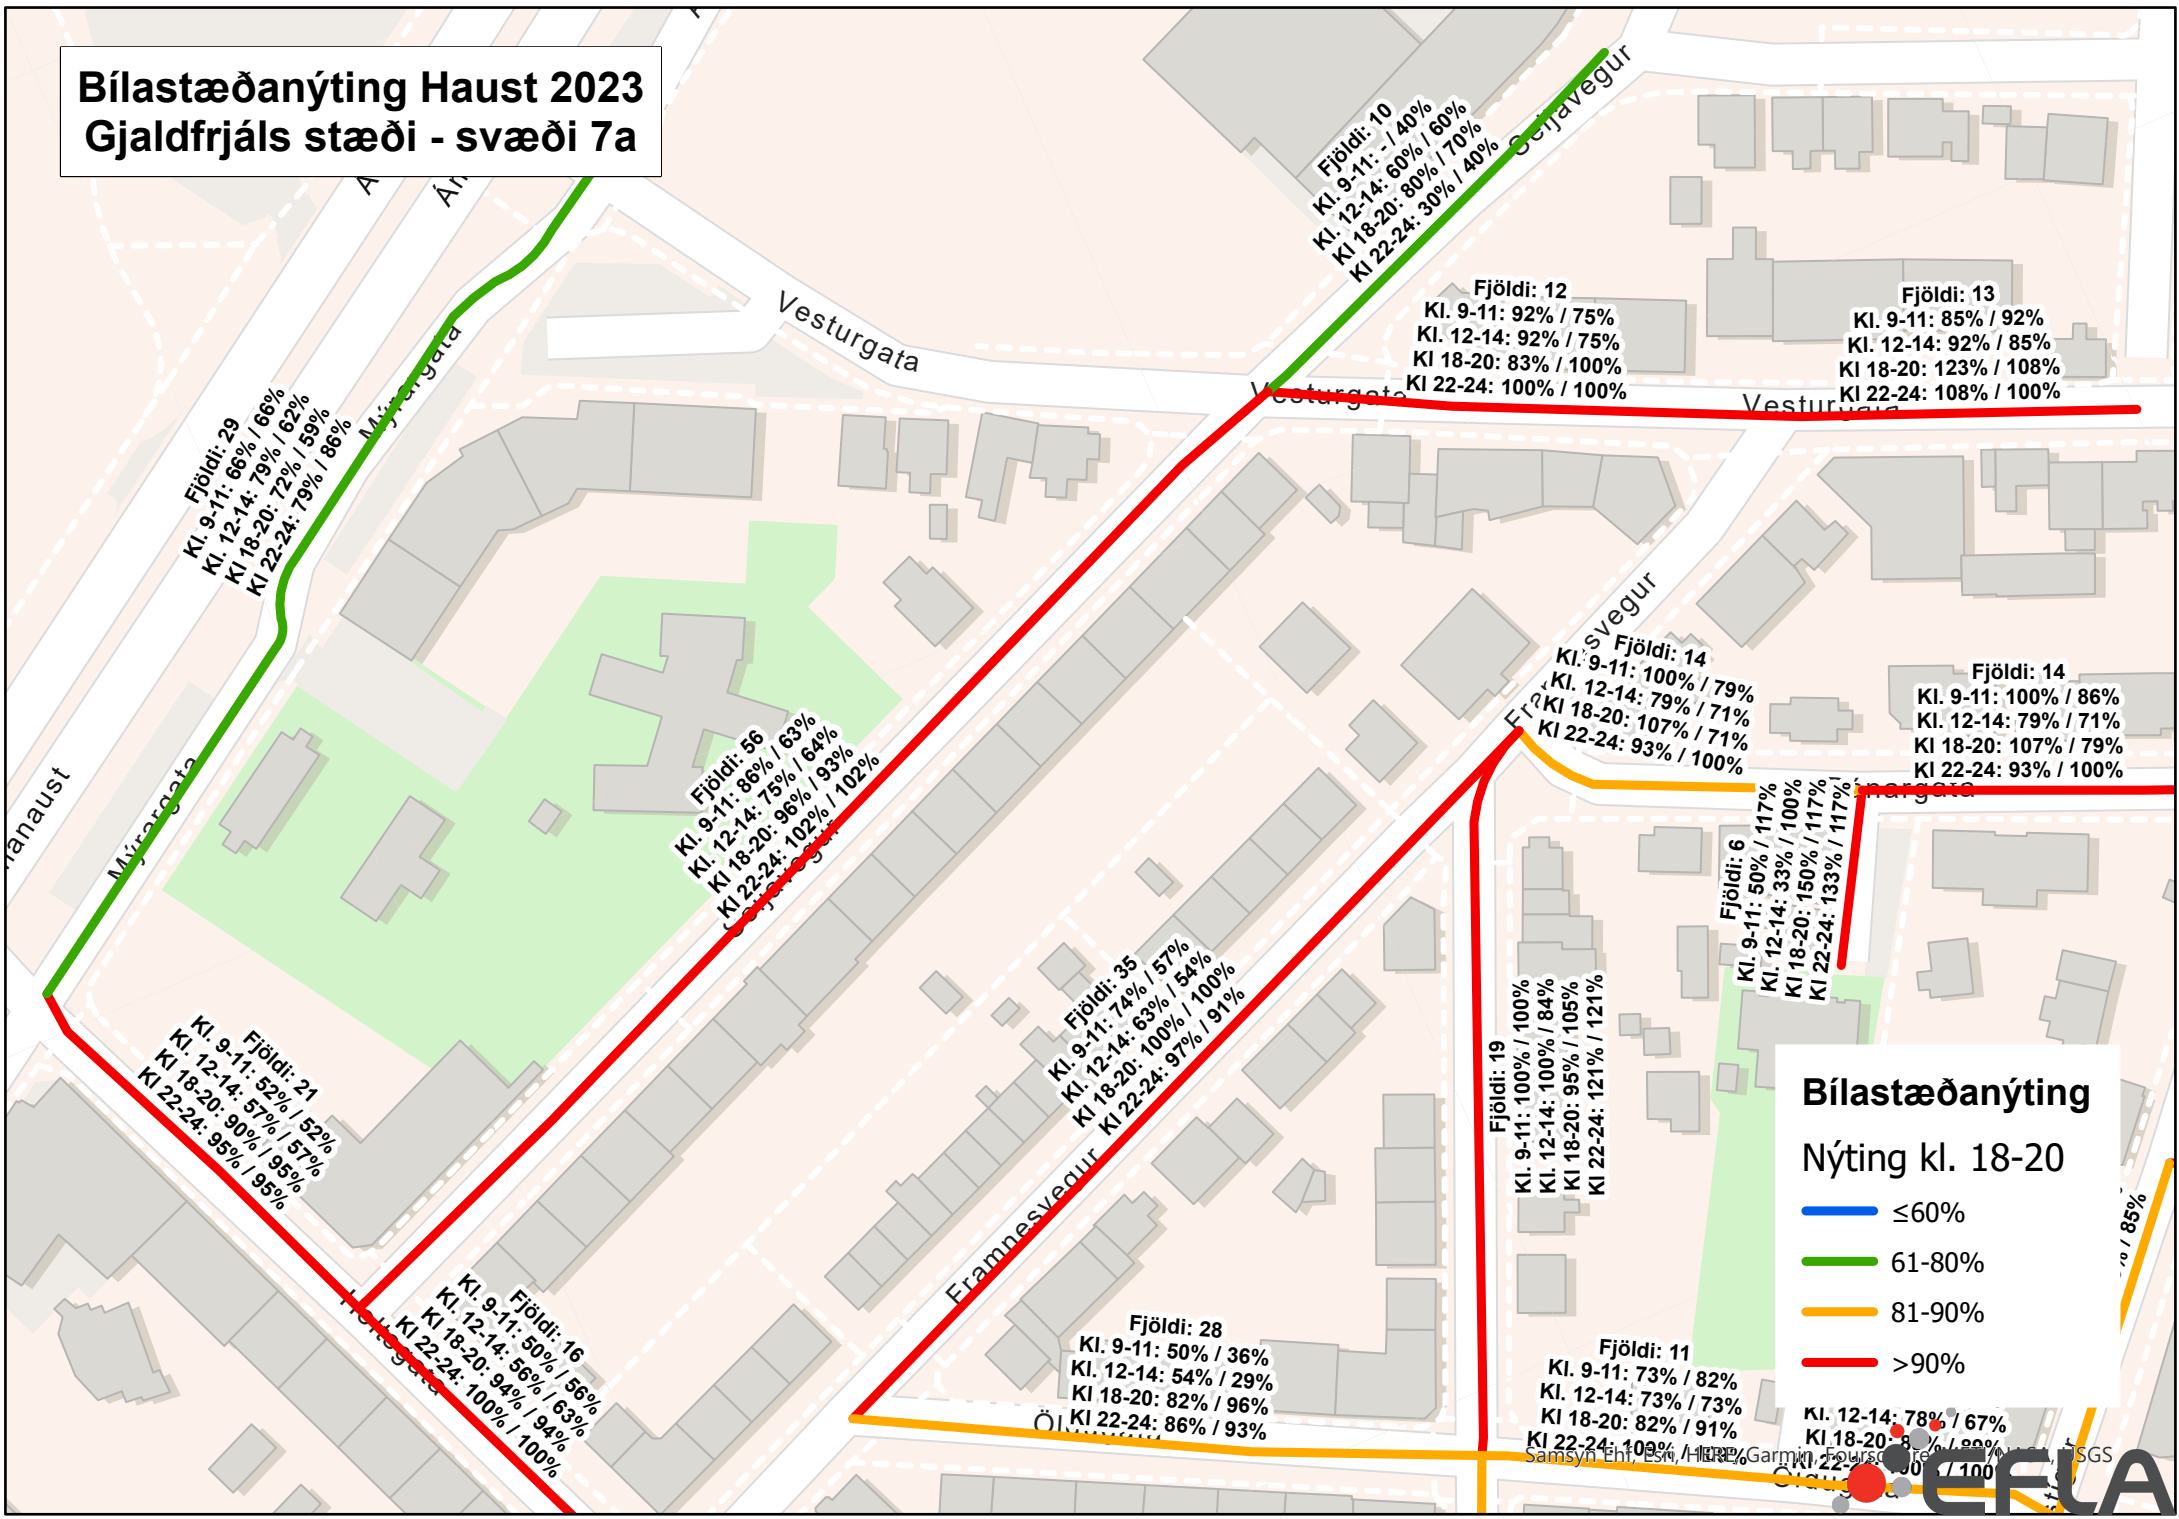 Bílastæðanýting Haust 2023
Gjaldfrjáls stæði - svæði 7a
Fjöldi: 10
Kl. 9-11: - / 40%
Kl. 12-14: 60% / 60%
Kl 18-20: 80% / 70%
Kl 22-24: 30% / 40%
Seljavegur
Fjöldi: 12
Kl. 9-11: 92% / 75%
Kl. 12-14: 92% / 75%
Kl 18-20: 83% / 100%
Kl 22-24: 100% / 100%
Fjöldi: 13
Kl. 9-11: 85% / 92%
Kl. 12-14: 92% / 85%
Kl 18-20: 123% / 108%
Kl 22-24: 108% / 100%
Vesturgata
Vesturgata
Vesturgata
Mýrargata
Fjöldi: 29
Kl. 9-11: 66% / 66%
Kl. 12-14: 79% / 62%
Kl 18-20: 72% / 59%
Kl 22-24: 79% / 86%
Fjöldi: 14
Kl. 9-11: 100% / 79%
Kl. 12-14: 79% / 71%
Kl 18-20: 107% / 71%
Kl 22-24: 93% / 100%
Fjöldi: 14
Kl. 9-11: 100% / 86%
Kl. 12-14: 79% / 71%
Kl 18-20: 107% / 79%
Kl 22-24: 93% / 100%
Fjöldi: 56
Kl. 9-11: 86% / 63%
Kl. 12-14: 75% / 64%
Kl 18-20: 96% / 93%
Kl 22-24: 102% / 102%
Seljavegur
Mýrargata
Fjöldi: 6
Kl. 9-11: 50% / 117%
Kl. 12-14: 33% / 100%
Kl 18-20: 150% / 117%
Kl 22-24: 133% / 117%
Fjöldi: 35
Kl. 9-11: 74% / 57%
Kl. 12-14: 63% / 54%
Kl 18-20: 100% / 100%
Kl 22-24: 97% / 91%
Framnesvegur
Fjöldi: 19
Kl. 9-11: 100% / 100%
Kl. 12-14: 100% / 84%
Kl 18-20: 95% / 105%
Kl 22-24: 121% / 121%
Fjöldi: 21
Kl. 9-11: 52% / 52%
Kl. 12-14: 57% / 57%
Kl 18-20: 90% / 95%
Kl 22-24: 95% / 95%
Holtsgata
Fjöldi: 16
Kl. 9-11: 50% / 56%
Kl. 12-14: 56% / 63%
Kl 18-20: 94% / 94%
Kl 22-24: 100% / 100%
Fjöldi: 28
Kl. 9-11: 50% / 36%
Kl. 12-14: 54% / 29%
Kl 18-20: 82% / 96%
Kl 22-24: 86% / 93%
Fjöldi: 11
Kl. 9-11: 73% / 82%
Kl. 12-14: 73% / 73%
Kl 18-20: 82% / 91%
Kl 22-24:
Kl. 12-14: 78% / 67%
Kl 18-20:
/ 85%
Bílastæðanýting
Nýting kl. 18-20
≤60%
61-80%
81-90%
>90%
Samsyn Ehf, Esri, HERE, Garmin, USGS
EFLA